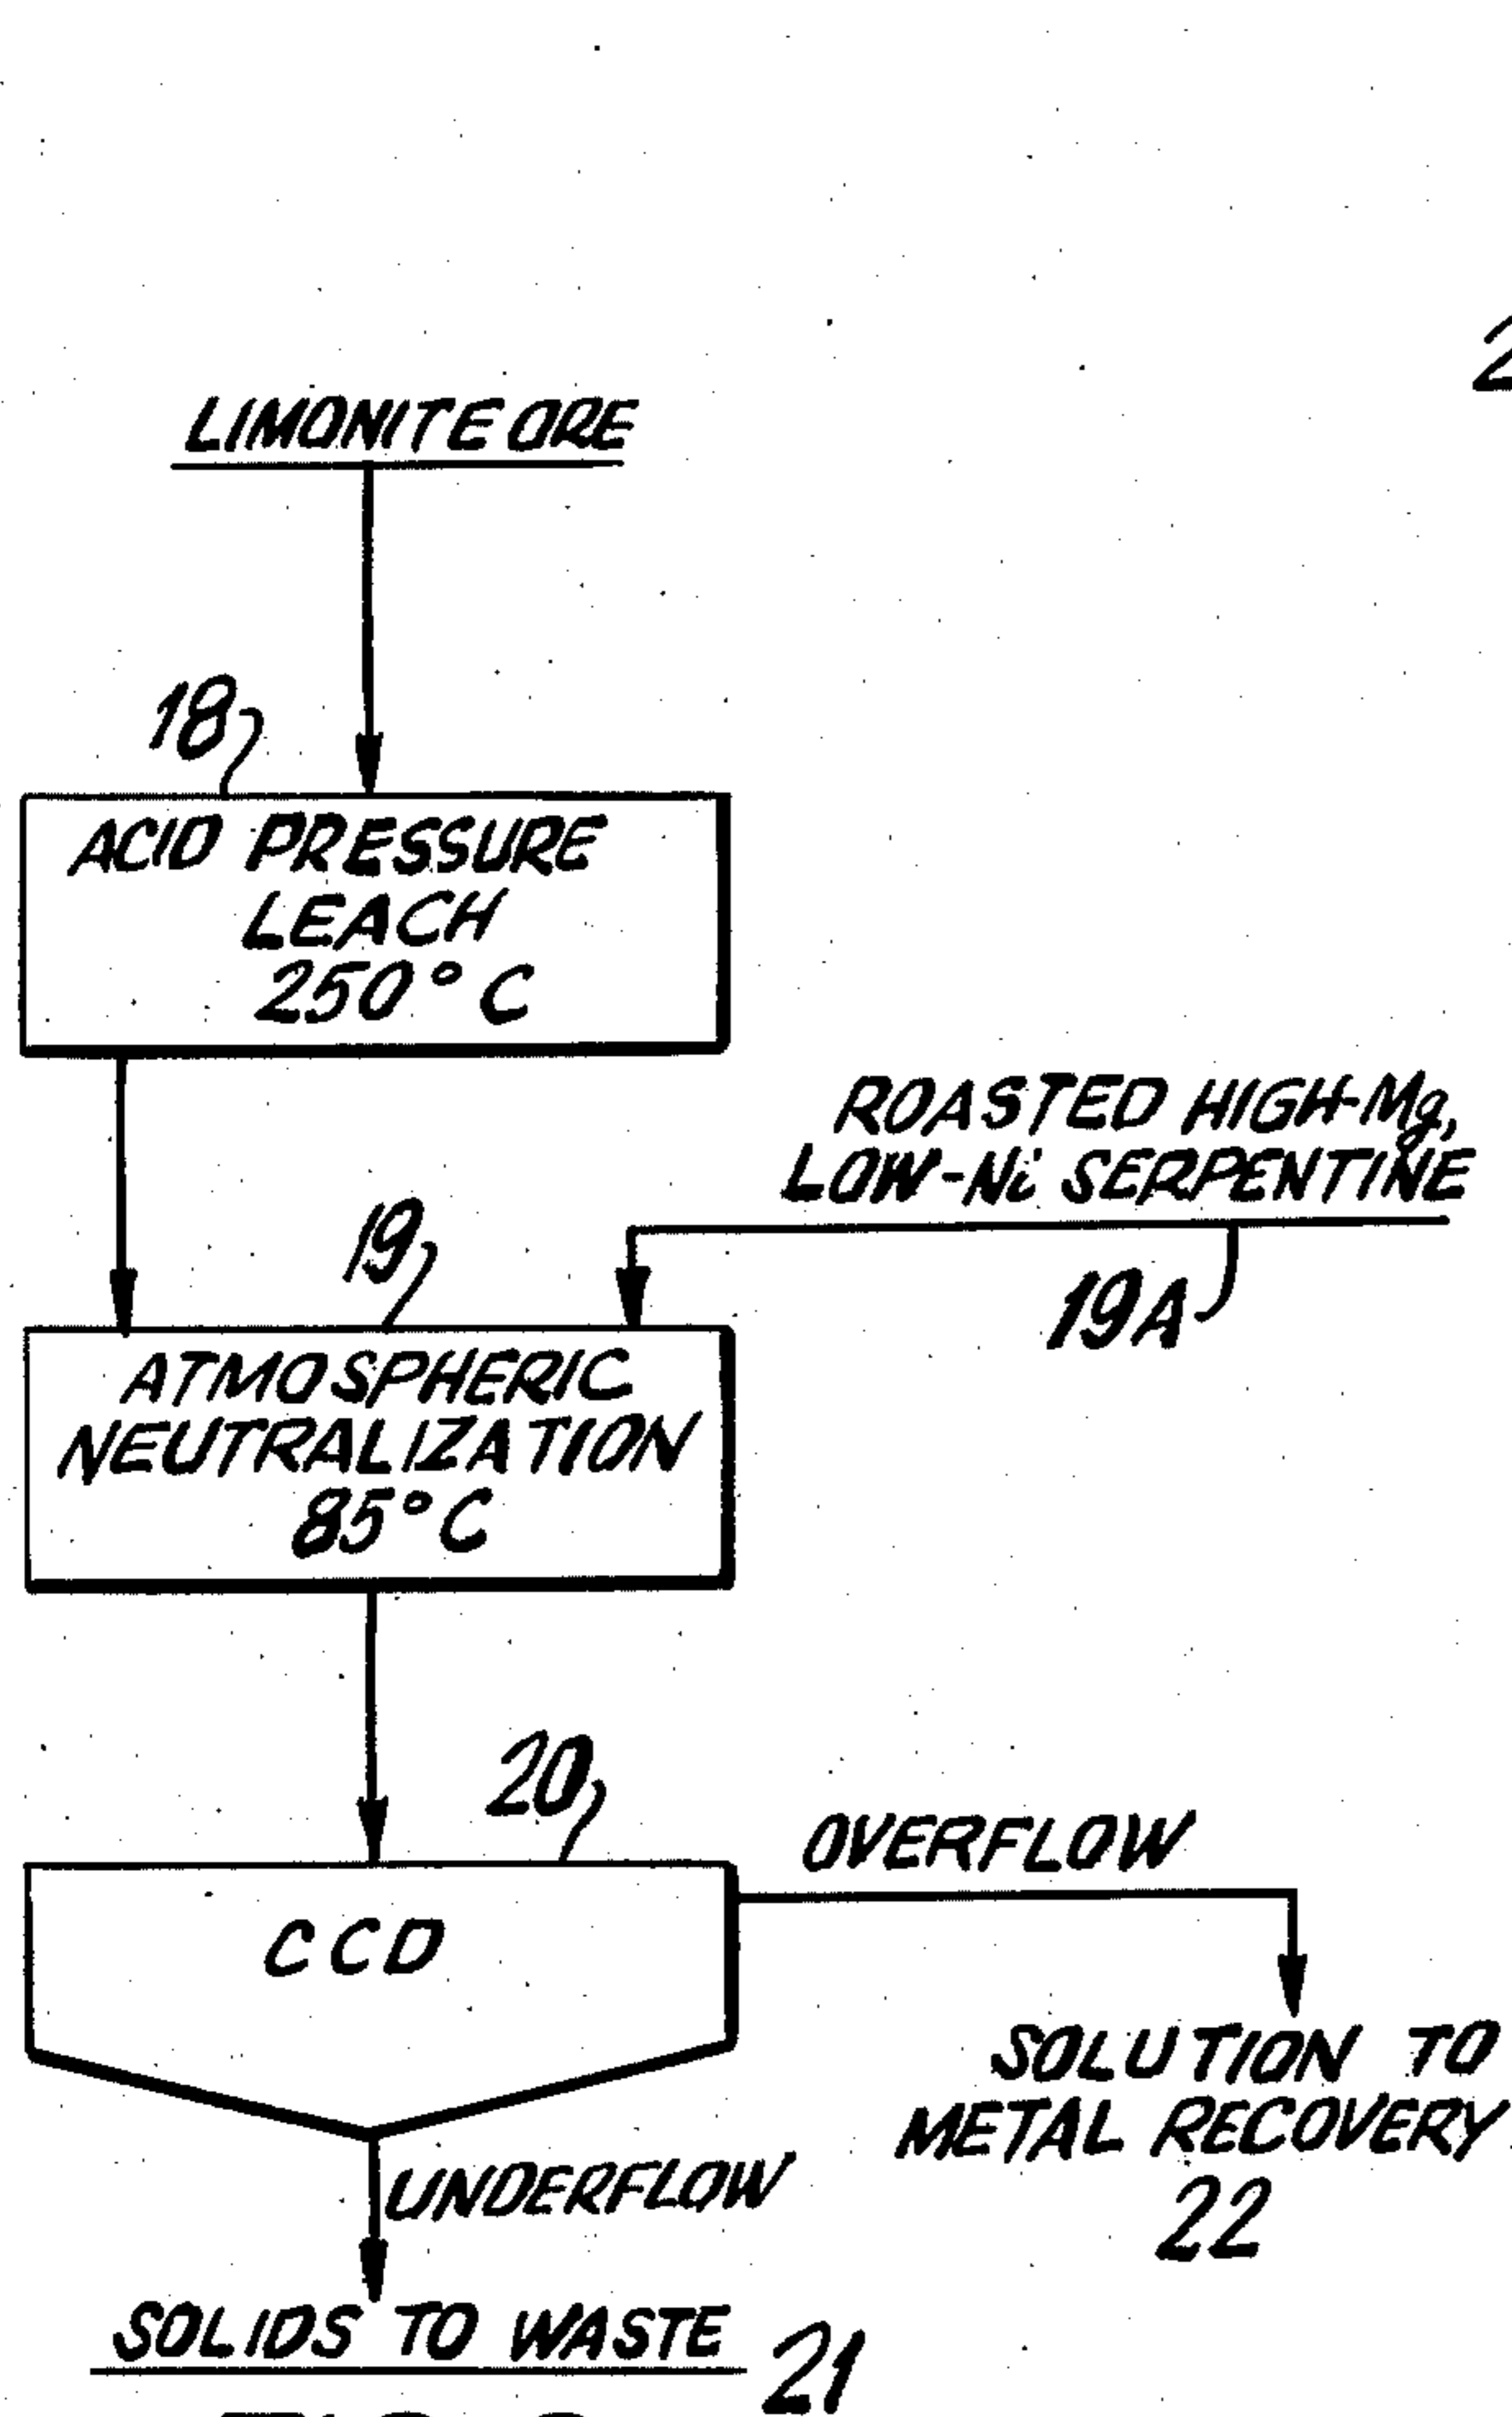 LIMONITE ORE
18
ACID PRESSURE
LEACH
250°C
ROASTED HIGH-Mg,
LOW-Ni SERPENTINE
19
19A
ATMOSPHERIC
NEUTRALIZATION
85°C
20
OVERFLOW
CCD
SOLUTION TO
METAL RECOVERY
22
UNDERFLOW
SOLIDS TO WASTE
21